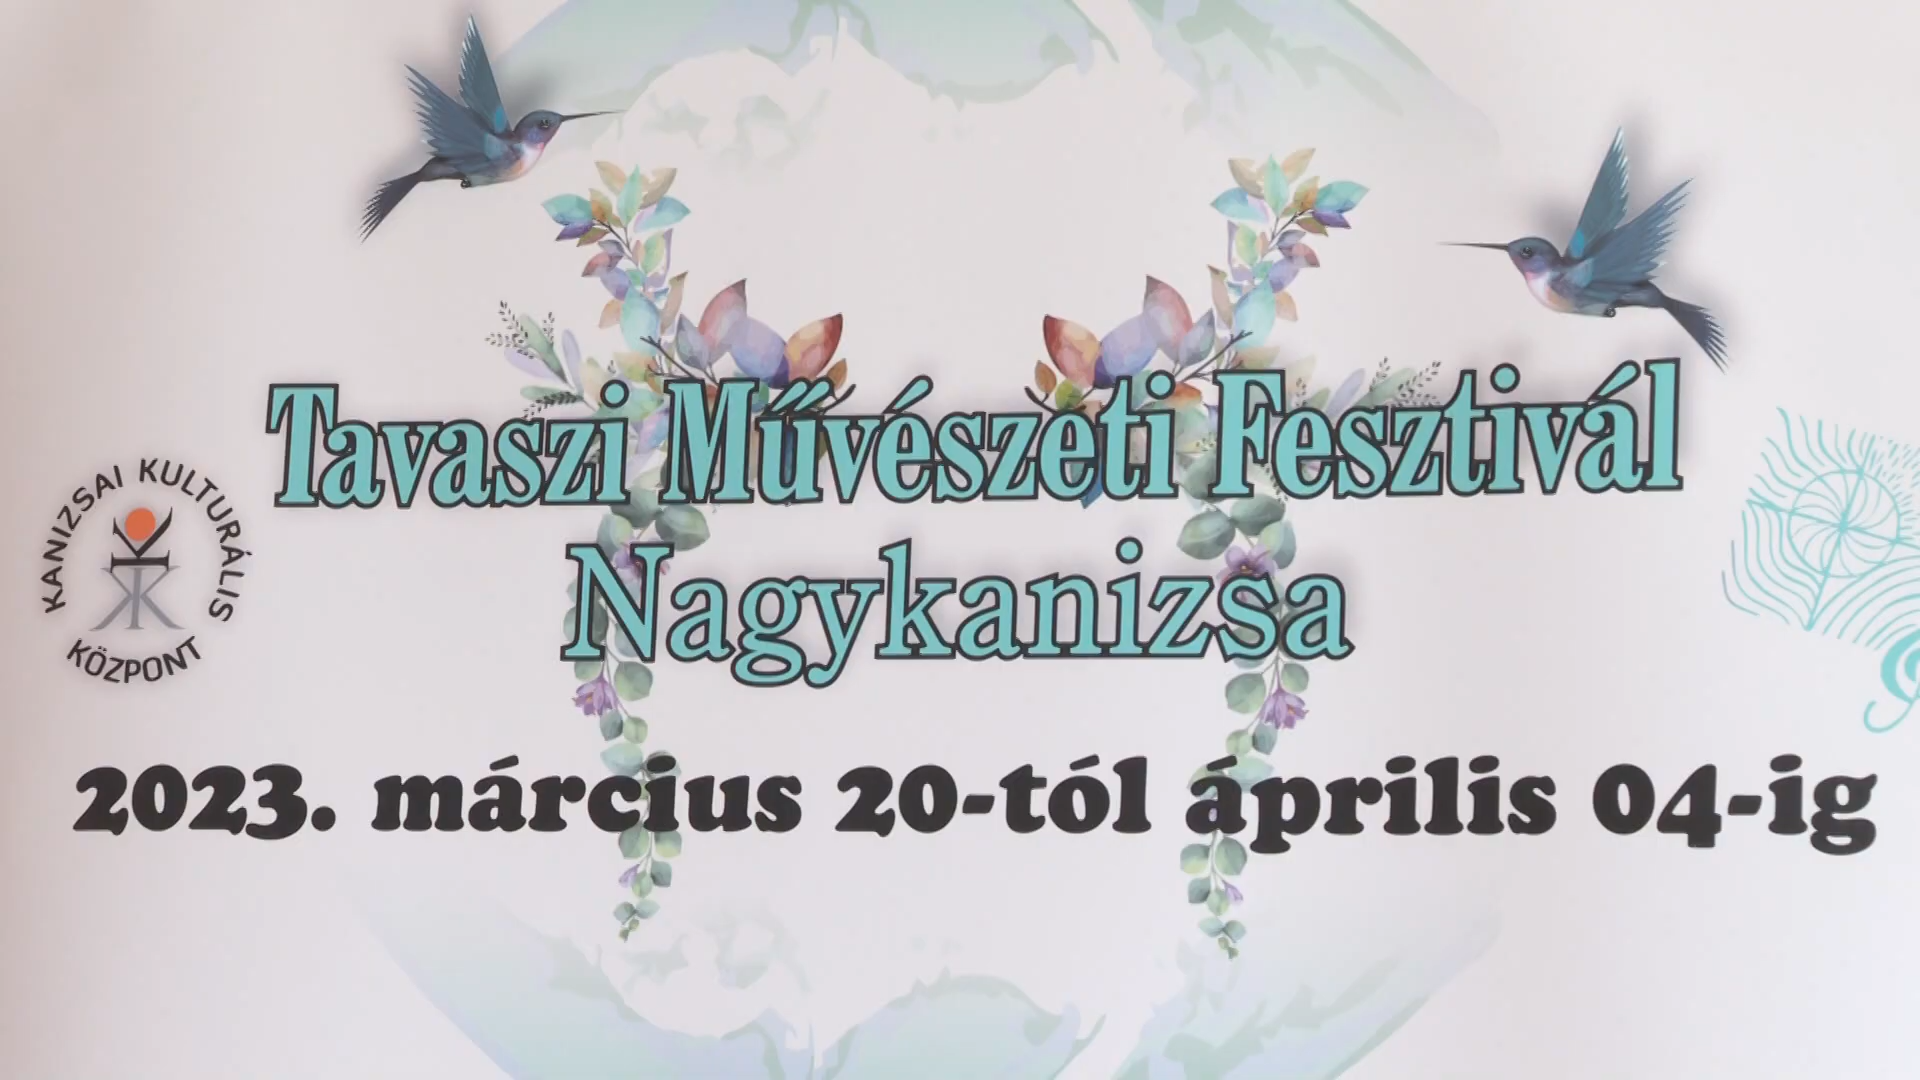 Tavaszi Művészeti Fesztivál
Nagykanizsa
KANIZSAI KULTURÁLIS
KÖZPONT
2023. március 20-tól április 04-ig